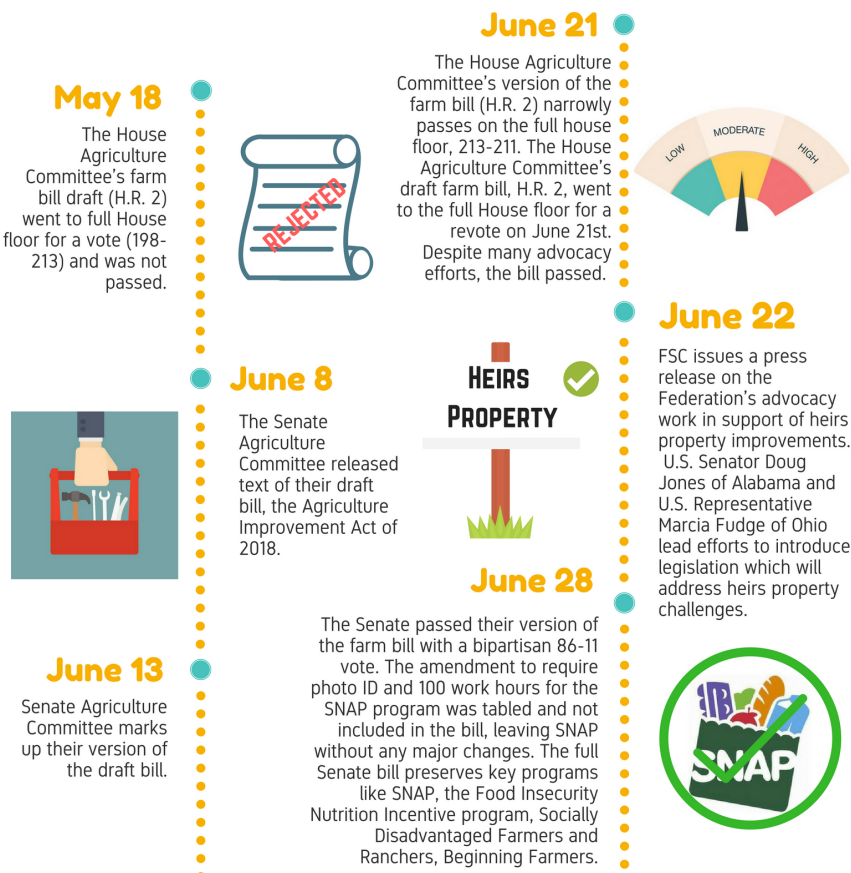 May 18
The House
Agriculture
Committee's farm
bill draft (H.R. 2)
went to full House
floor for a vote (198-
213) and was not
passed.
REJECTED
June 8
The Senate
Agriculture
Committee released
text of their draft
bill, the Agriculture
Improvement Act of
2018.
June 13
Senate Agriculture
Committee marks
up their version of
the draft bill.
June 21
The House Agriculture
Committee's version of the
farm bill (H.R. 2) narrowly
passes on the full house
floor, 213-211. The House
Agriculture Committee's
draft farm bill, H.R. 2, went
to the full House floor for a
revote on June 21st.
Despite many advocacy
efforts, the bill passed.
LOW
MODERATE
HIGH
June 22
FSC issues a press
release on the
Federation's advocacy
work in support of heirs
property improvements.
U.S. Senator Doug
Jones of Alabama and
U.S. Representative
Marcia Fudge of Ohio
lead efforts to introduce
legislation which will
address heirs property
challenges.
HEIRS
PROPERTY
June 28
The Senate passed their version of
the farm bill with a bipartisan 86-11
vote. The amendment to require
photo ID and 100 work hours for the
SNAP program was tabled and not
included in the bill, leaving SNAP
without any major changes. The full
Senate bill preserves key programs
like SNAP, the Food Insecurity
Nutrition Incentive program, Socially
Disadvantaged Farmers and
Ranchers, Beginning Farmers.
SNAP